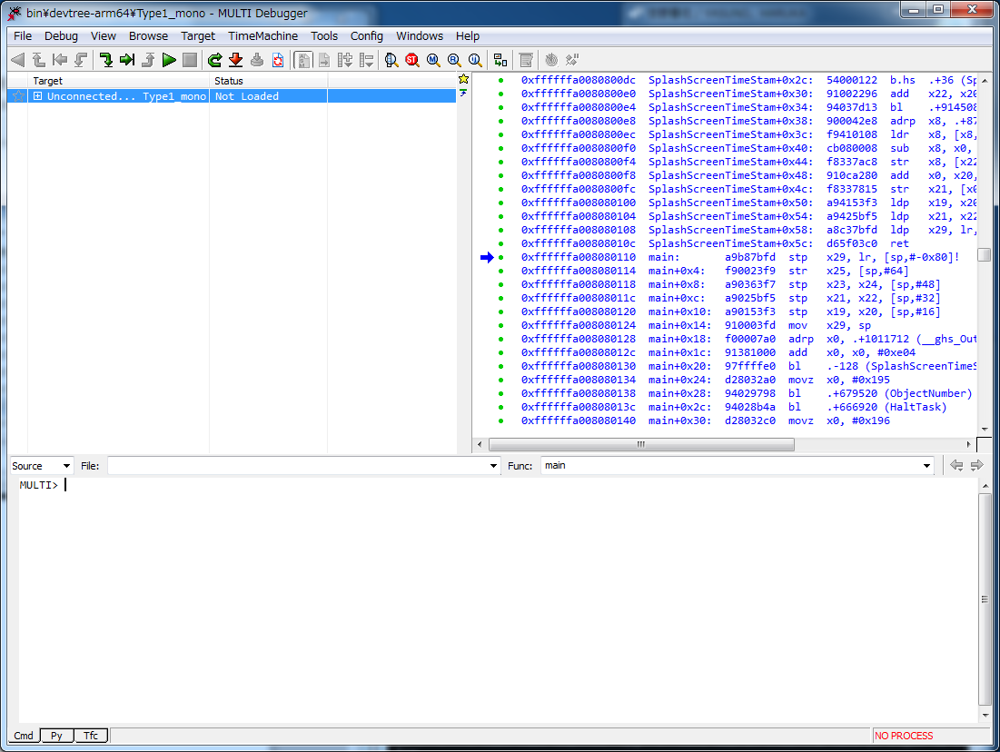 bin¥devtree-arm64¥Type1_mono - MULTI Debugger
File Debug View Browse Target TimeMachine Tools Config Windows Help
Target Status
Unconnected... Type1_mono Not Loaded
0xffffffa0080800dc SplashScreenTimeStam+0x2c: 54000122 b.hs .+36 (Sp
0xffffffa0080800e0 SplashScreenTimeStam+0x30: 91002296 add x22, x20
0xffffffa0080800e4 SplashScreenTimeStam+0x34: 94037d13 bl .+914508
0xffffffa0080800e8 SplashScreenTimeStam+0x38: 900042e8 adrp x8, .+87
0xffffffa0080800ec SplashScreenTimeStam+0x3c: f9410108 ldr x8, [x8,
0xffffffa0080800f0 SplashScreenTimeStam+0x40: cb080008 sub x8, x0,
0xffffffa0080800f4 SplashScreenTimeStam+0x44: f8337ac8 str x8, [x22
0xffffffa0080800f8 SplashScreenTimeStam+0x48: 910ca280 add x0, x20,
0xffffffa0080800fc SplashScreenTimeStam+0x4c: f8337815 str x21, [x0
0xffffffa008080100 SplashScreenTimeStam+0x50: a94153f3 ldp x19, x20
0xffffffa008080104 SplashScreenTimeStam+0x54: a9425bf5 ldp x21, x22
0xffffffa008080108 SplashScreenTimeStam+0x58: a8c37bfd ldp x29, lr,
0xffffffa00808010c SplashScreenTimeStam+0x5c: d65f03c0 ret
0xffffffa008080110 main: a9b87bfd stp x29, lr, [sp,#-0x80]!
0xffffffa008080114 main+0x4: f90023f9 str x25, [sp,#64]
0xffffffa008080118 main+0x8: a90363f7 stp x23, x24, [sp,#48]
0xffffffa00808011c main+0xc: a9025bf5 stp x21, x22, [sp,#32]
0xffffffa008080120 main+0x10: a90153f3 stp x19, x20, [sp,#16]
0xffffffa008080124 main+0x14: 910003fd mov x29, sp
0xffffffa008080128 main+0x18: f00007a0 adrp x0, .+1011712 (__ghs_Out
0xffffffa00808012c main+0x1c: 91381000 add x0, x0, #0xe04
0xffffffa008080130 main+0x20: 97ffffe0 bl .-128 (SplashScreenTimeS
0xffffffa008080134 main+0x24: d28032a0 movz x0, #0x195
0xffffffa008080138 main+0x28: 94029798 bl .+679520 (ObjectNumber)
0xffffffa00808013c main+0x2c: 94028b4a bl .+666920 (HaltTask)
0xffffffa008080140 main+0x30: d28032c0 movz x0, #0x196
Source File: Func: main
MULTI>
Cmd Py Tfc NO PROCESS